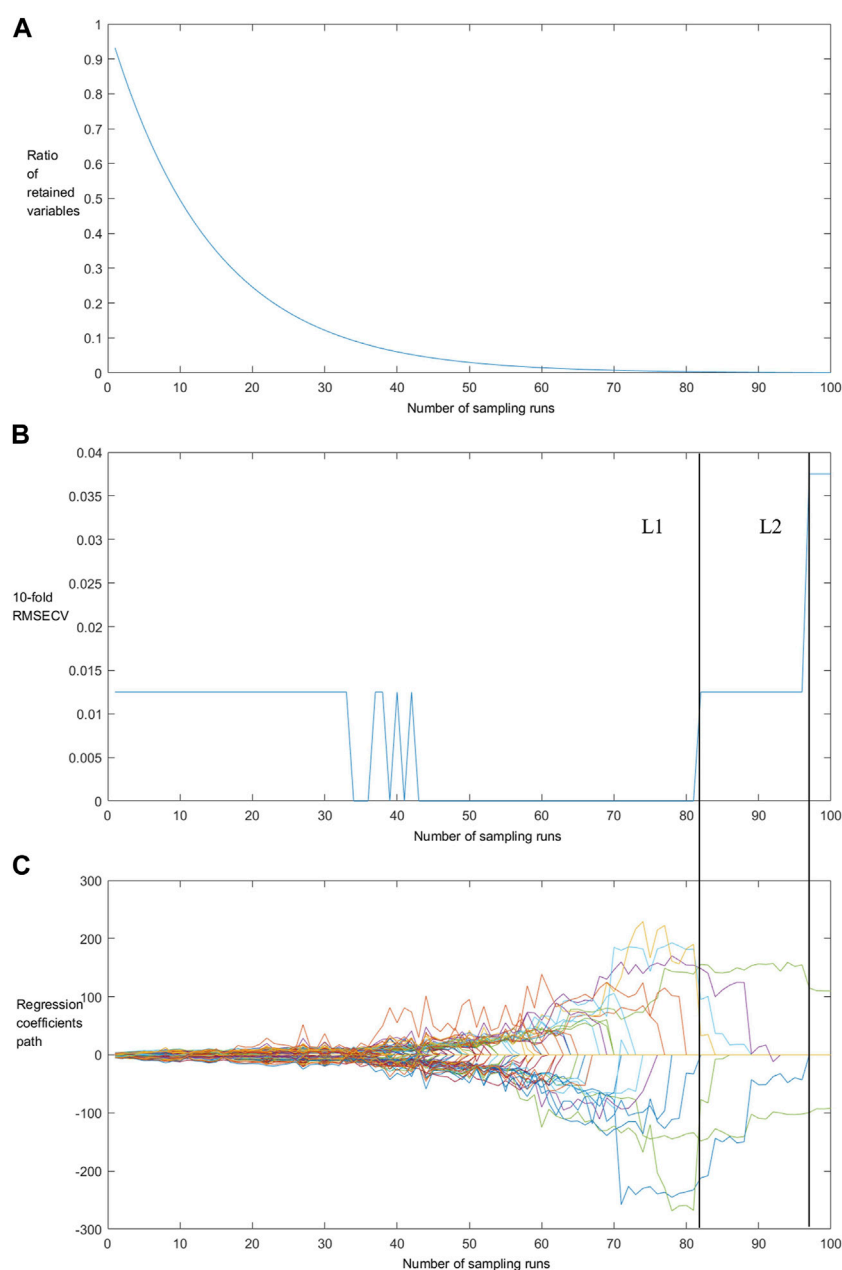 A
1
0.9
0.8
0.7
0.6
0.5
0.4
0.3
0.2
0.1
0
Ratio
of
retained
variables
0 10 20 30 40 50 60 70 80 90 100
Number of sampling runs
B
0.04
0.035
0.03
0.025
0.02
0.015
0.01
0.005
0
10-fold
RMSECV
L1 L2
0 10 20 30 40 50 60 70 80 90 100
Number of sampling runs
C
300
200
100
0
-100
-200
-300
Regression
coefficients
path
0 10 20 30 40 50 60 70 80 90 100
Number of sampling runs